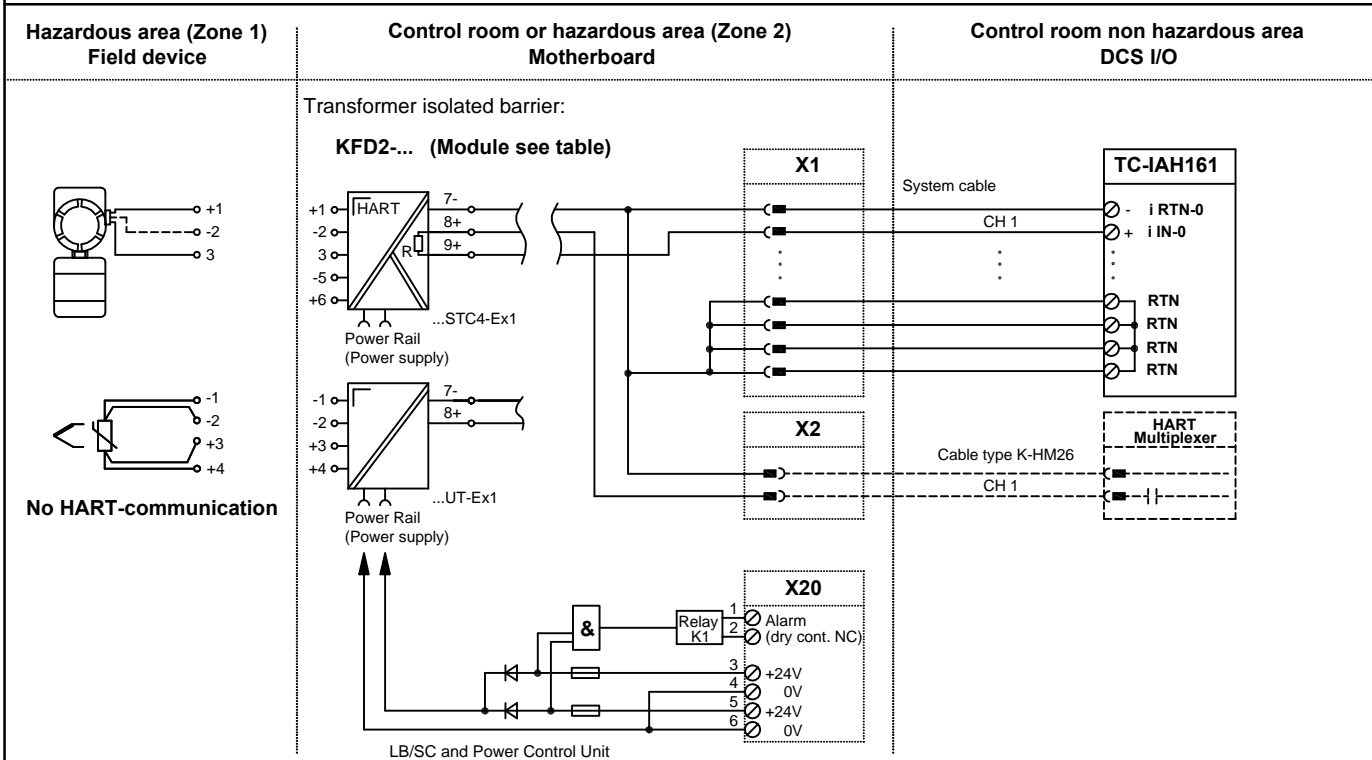 Hazardous area (Zone 1)
Field device
Control room or hazardous area (Zone 2)
Motherboard
Control room non hazardous area
DCS I/O
Transformer isolated barrier:
KFD2-... (Module see table)
+1
-2
3
+1
-2
3
-5
+6
HART
R
7-
8+
9+
...STC4-Ex1
Power Rail
(Power supply)
X1
System cable
CH 1
TC-IAH161
- i RTN-0
+ i IN-0
RTN
RTN
RTN
RTN
-1
-2
+3
+4
No HART-communication
-1
-2
+3
+4
7-
8+
...UT-Ex1
Power Rail
(Power supply)
X2
Cable type K-HM26
CH 1
HART
Multiplexer
X20
&
Relay
K1
1
2
Alarm
(dry cont. NC)
3
+24V
4
0V
5
+24V
6
0V
LB/SC and Power Control Unit